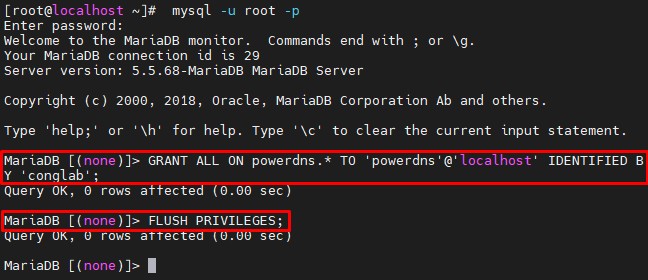 [root@localhost ~]#  mysql -u root -p
Enter password:
Welcome to the MariaDB monitor.  Commands end with ; or \g.
Your MariaDB connection id is 29
Server version: 5.5.68-MariaDB MariaDB Server
Copyright (c) 2000, 2018, Oracle, MariaDB Corporation Ab and others.
Type 'help;' or '\h' for help. Type '\c' to clear the current input statement.
MariaDB [(none)]> GRANT ALL ON powerdns.* TO 'powerdns'@'localhost' IDENTIFIED B
Y 'conglab';
Query OK, 0 rows affected (0.00 sec)
MariaDB [(none)]> FLUSH PRIVILEGES;
Query OK, 0 rows affected (0.00 sec)
MariaDB [(none)]>